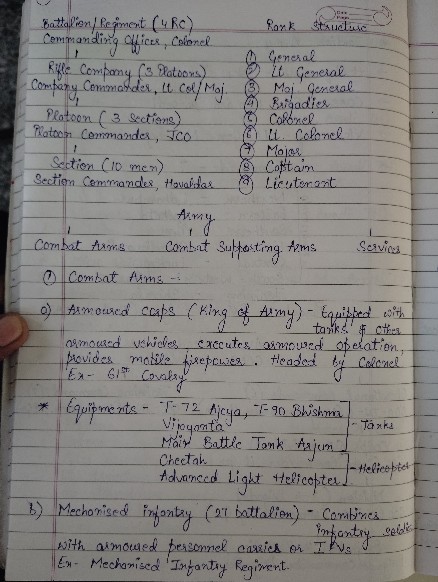 Battalion/Regiment (4 RC)
Commanding Officer, Colonel
Rifle Company (3 Platoons)
Company Commander, Lt Col/Maj.
Platoon (3 Sections)
Platoon Commander, JCO
Section (10 men)
Section Commander, Havaldar
Rank Structure
① General
② Lt General
③ Maj. General
④ Brigadier
⑤ Colonel
⑥ Lt. Colonel
⑦ Major
⑧ Captain
⑨ Lieutenant
Army
Combat Arms Combat Supporting Arms Services
① Combat Arms -:
a) Armoured corps (King of Army) - Equipped with
tanks & other
armoured vehicles, executes armoured operation,
provides mobile firepower. Headed by Colonel
Ex- 61st Cavalry
* Equipments - T-72 Ajeya, T-90 Bhishma
Vijayanta
Main Battle Tank Arjun
- Tanks
Cheetah
Advanced Light Helicopter
- Helicopter
b) Mechanised infantry (27 battalion) - Combines
infantry
with armoured personnel carrier or IFVs
Ex- Mechanised Infantry Regiment.